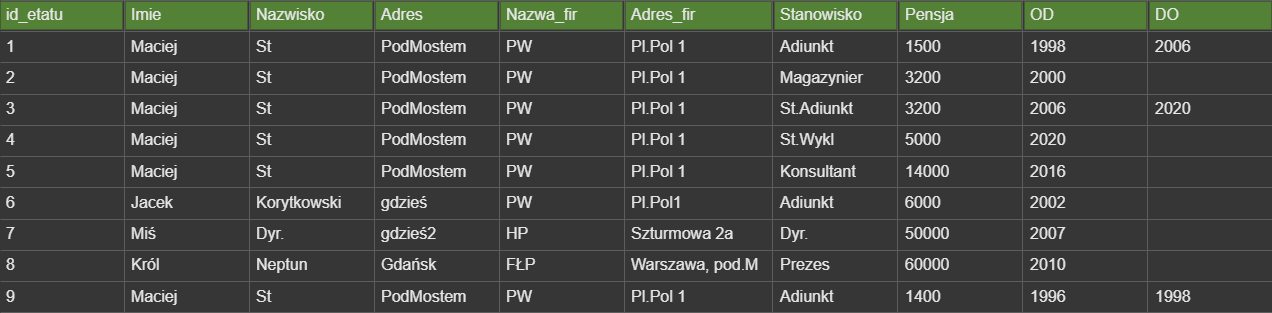 id_etatu Imie Nazwisko Adres Nazwa_fir Adres_fir Stanowisko Pensja OD DO
1 Maciej St PodMostem PW Pl.Pol 1 Adiunkt 1500 1998 2006
2 Maciej St PodMostem PW Pl.Pol 1 Magazynier 3200 2000
3 Maciej St PodMostem PW Pl.Pol 1 St.Adiunkt 3200 2006 2020
4 Maciej St PodMostem PW Pl.Pol 1 St.Wykl 5000 2020
5 Maciej St PodMostem PW Pl.Pol 1 Konsultant 14000 2016
6 Jacek Korytkowski gdzieś PW Pl.Pol1 Adiunkt 6000 2002
7 Miś Dyr. gdzieś2 HP Szturmowa 2a Dyr. 50000 2007
8 Król Neptun Gdańsk FŁP Warszawa, pod.M Prezes 60000 2010
9 Maciej St PodMostem PW Pl.Pol 1 Adiunkt 1400 1996 1998